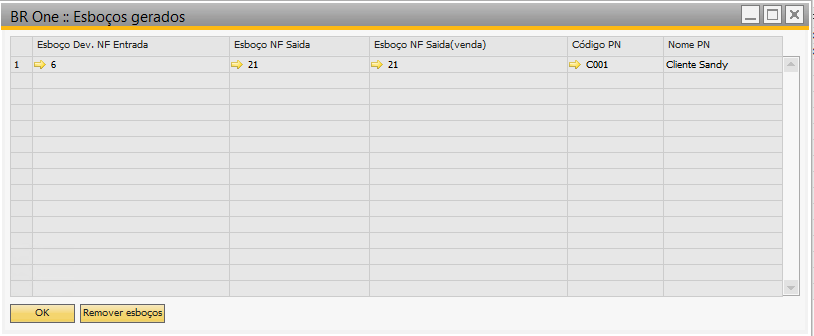 BR One :: Esboços gerados
Esboço Dev. NF Entrada Esboço NF Saida Esboço NF Saida(venda) Código PN Nome PN
1 6 21 21 C001 Cliente Sandy
OK Remover esboços